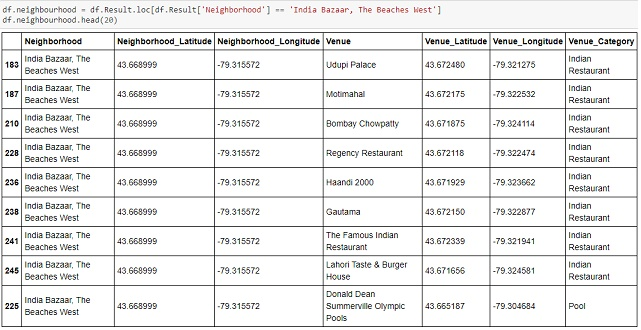 df.neighbourhood = df.Result.loc[df.Result['Neighborhood'] == 'India Bazaar, The Beaches West']
df.neighbourhood.head(20)
Neighborhood Neighborhood_Latitude Neighborhood_Longitude Venue Venue_Latitude Venue_Longitude Venue_Category
183 India Bazaar, The Beaches West 43.668999 -79.315572 Udupi Palace 43.672480 -79.321275 Indian Restaurant
187 India Bazaar, The Beaches West 43.668999 -79.315572 Motimahal 43.672175 -79.322532 Indian Restaurant
210 India Bazaar, The Beaches West 43.668999 -79.315572 Bombay Chowpatty 43.671875 -79.324114 Indian Restaurant
228 India Bazaar, The Beaches West 43.668999 -79.315572 Regency Restaurant 43.672118 -79.322474 Indian Restaurant
236 India Bazaar, The Beaches West 43.668999 -79.315572 Haandi 2000 43.671929 -79.323662 Indian Restaurant
238 India Bazaar, The Beaches West 43.668999 -79.315572 Gautama 43.672150 -79.322877 Indian Restaurant
241 India Bazaar, The Beaches West 43.668999 -79.315572 The Famous Indian Restaurant 43.672339 -79.321941 Indian Restaurant
245 India Bazaar, The Beaches West 43.668999 -79.315572 Lahori Taste & Burger House 43.671656 -79.324581 Indian Restaurant
225 India Bazaar, The Beaches West 43.668999 -79.315572 Donald Dean Summerville Olympic Pools 43.665187 -79.304684 Pool